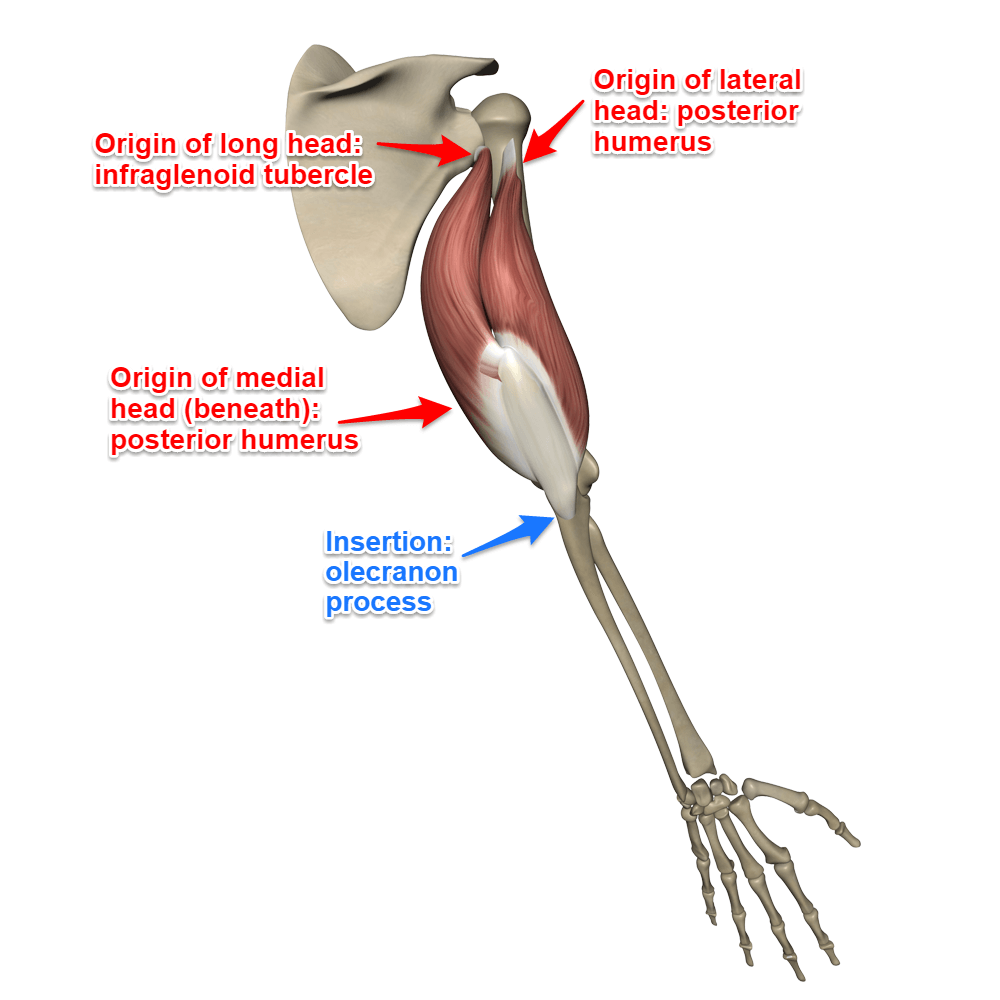 Origin of lateral
head: posterior
humerus
Origin of long head:
infraglenoid tubercle
Origin of medial
head (beneath):
posterior humerus
Insertion:
olecranon
process